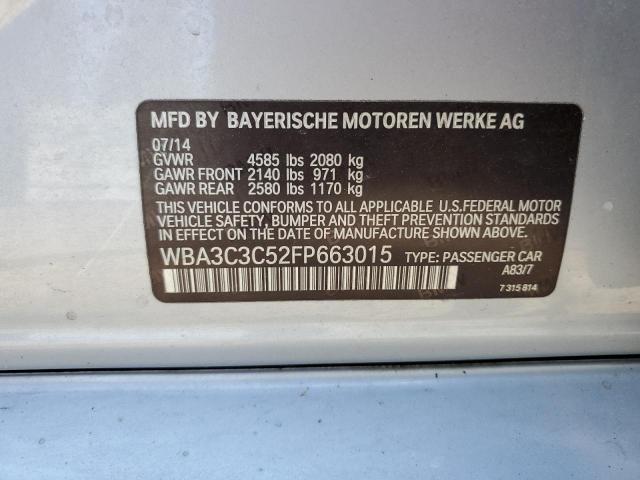 MFD BY BAYERISCHE MOTOREN WERKE AG
07/14
GVWR 4585 lbs 2080 kg
GAWR FRONT 2140 lbs 971 kg
GAWR REAR 2580 lbs 1170 kg
THIS VEHICLE CONFORMS TO ALL APPLICABLE U.S.FEDERAL MOTOR
VEHICLE SAFETY, BUMPER AND THEFT PREVENTION STANDARDS
IN EFFECT ON THE DATE OF MANUFACTURE SHOWN ABOVE.
WBA3C3C52FP663015 TYPE: PASSENGER CAR
A83/7
7 315 814